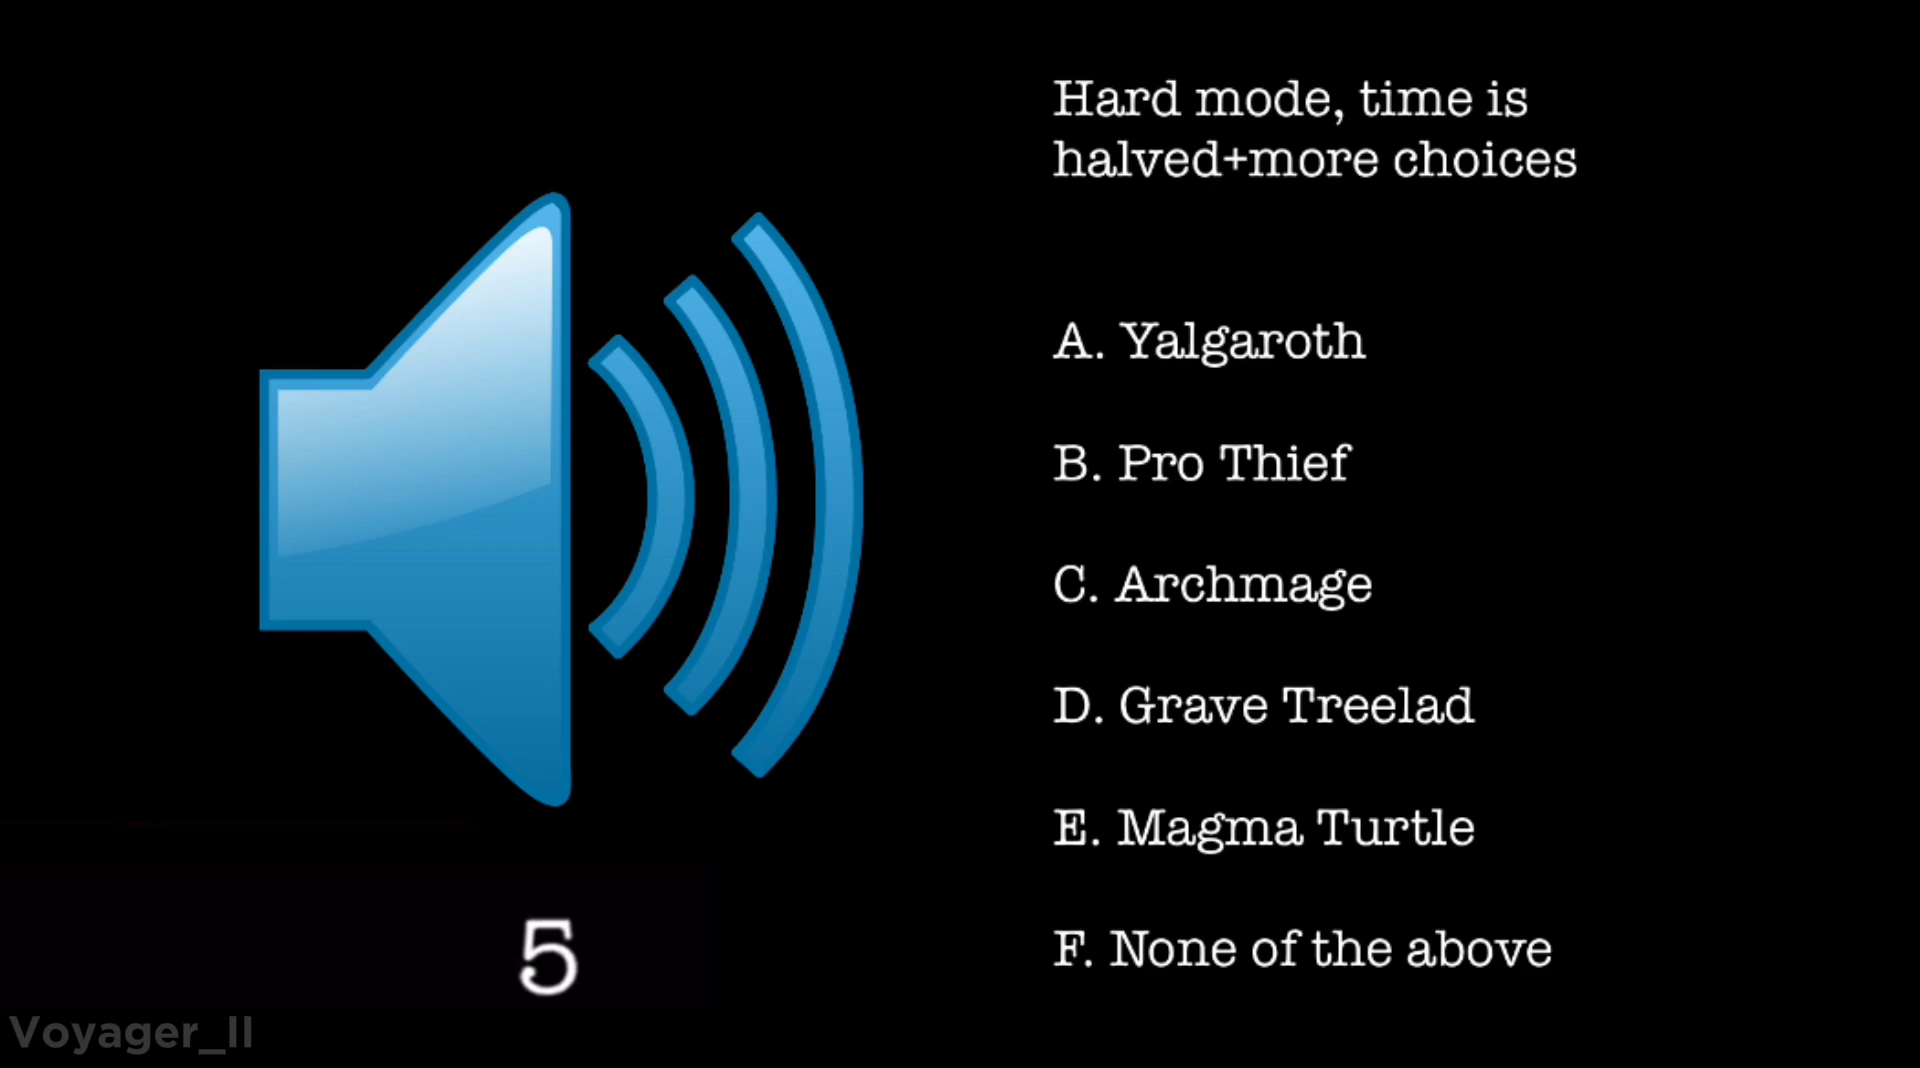 Hard mode, time is
halved+more choices
A. Yalgaroth
B. Pro Thief
C. Archmage
D. Grave Treelad
E. Magma Turtle
F. None of the above
5
Voyager_II